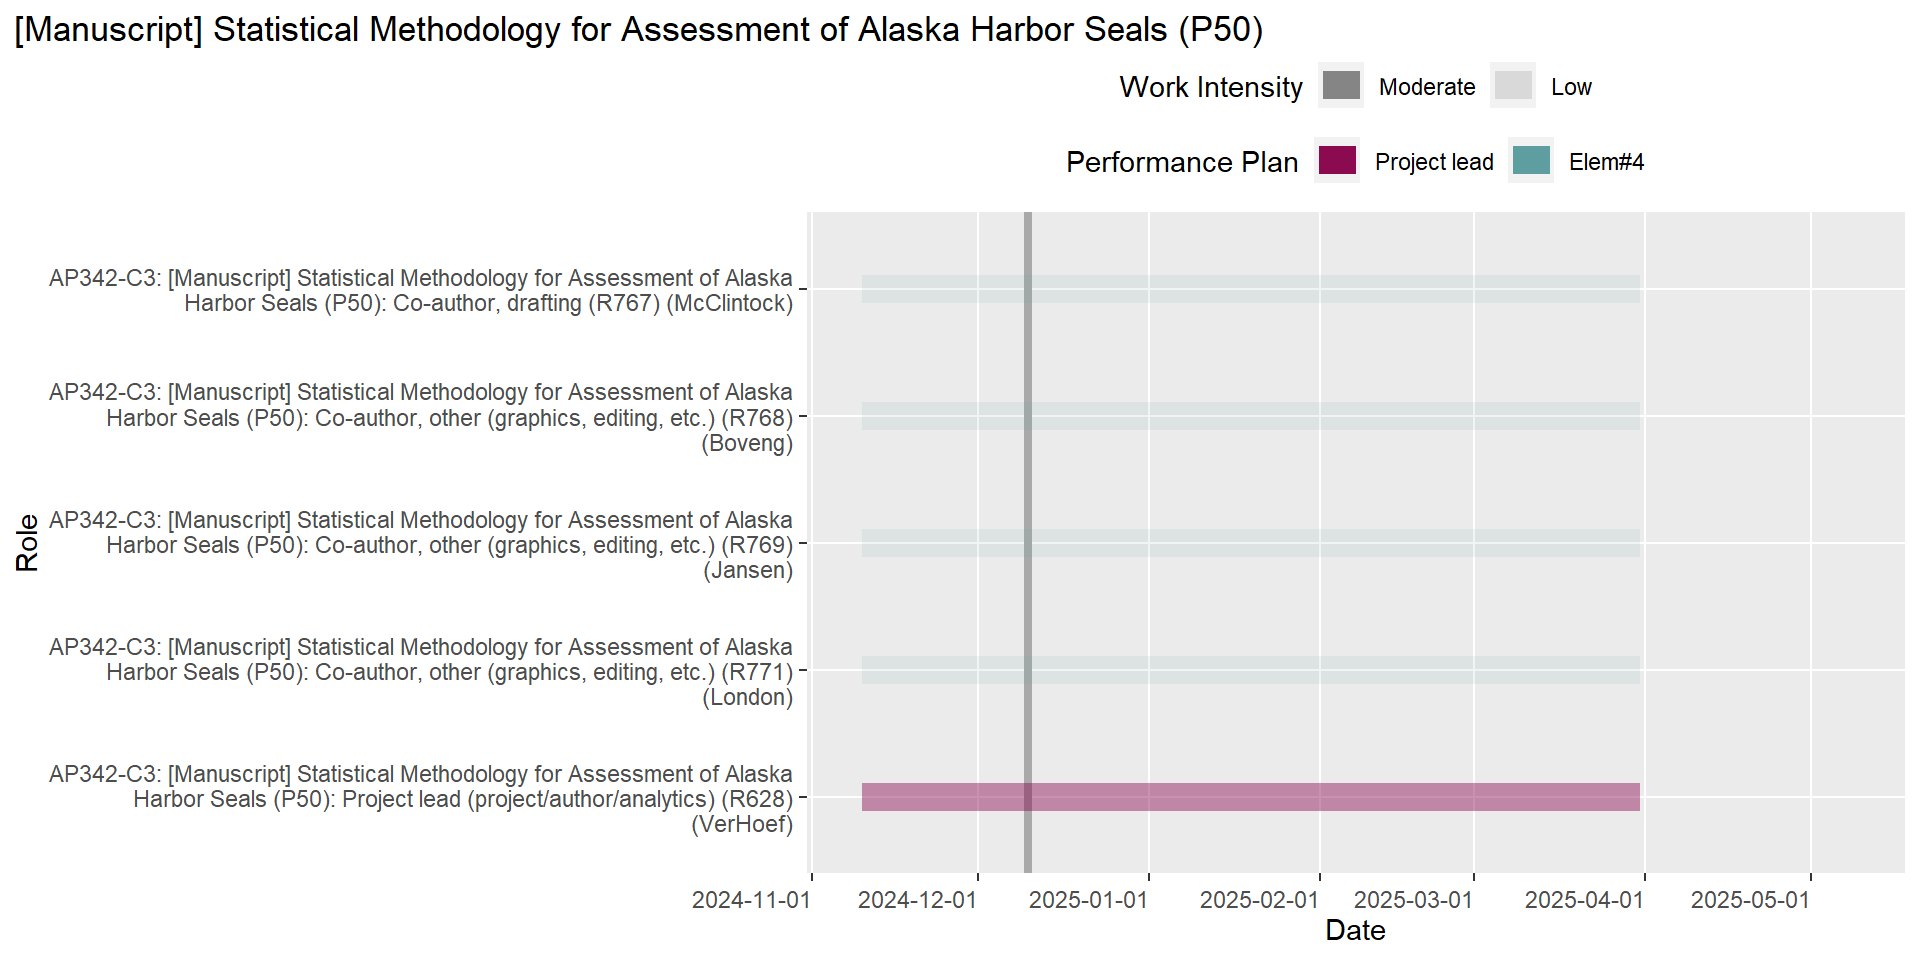 [Manuscript] Statistical Methodology for Assessment of Alaska Harbor Seals (P50)
Work Intensity Moderate Low
Performance Plan Project lead Elem#4
AP342-C3: [Manuscript] Statistical Methodology for Assessment of Alaska
Harbor Seals (P50): Co-author, drafting (R767) (McClintock)
AP342-C3: [Manuscript] Statistical Methodology for Assessment of Alaska
Harbor Seals (P50): Co-author, other (graphics, editing, etc.) (R768)
(Boveng)
AP342-C3: [Manuscript] Statistical Methodology for Assessment of Alaska
Harbor Seals (P50): Co-author, other (graphics, editing, etc.) (R769)
(Jansen)
AP342-C3: [Manuscript] Statistical Methodology for Assessment of Alaska
Harbor Seals (P50): Co-author, other (graphics, editing, etc.) (R771)
(London)
AP342-C3: [Manuscript] Statistical Methodology for Assessment of Alaska
Harbor Seals (P50): Project lead (project/author/analytics) (R628)
(VerHoef)
Role
2024-11-01 2024-12-01 2025-01-01 2025-02-01 2025-03-01 2025-04-01 2025-05-01
Date